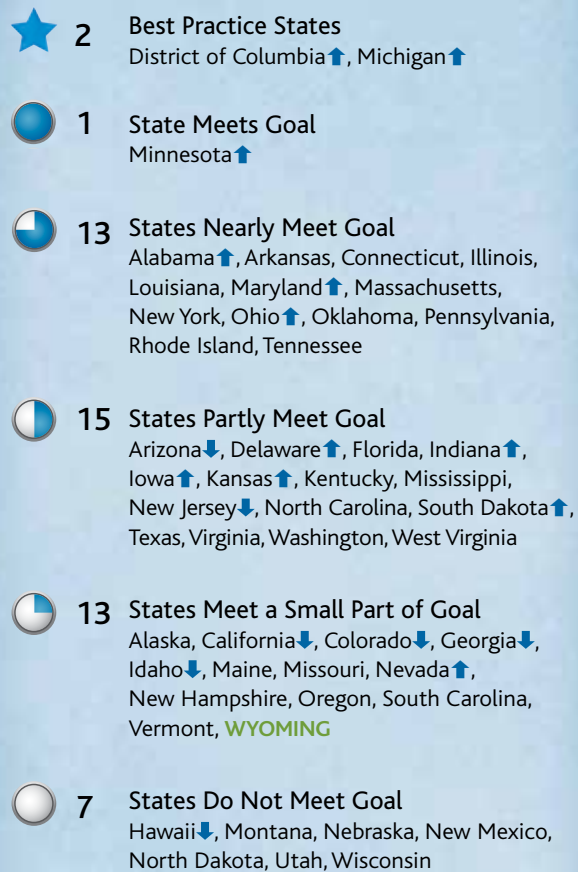 2 Best Practice States
District of Columbia⬆, Michigan⬆
1 State Meets Goal
Minnesota⬆
13 States Nearly Meet Goal
Alabama⬆, Arkansas, Connecticut, Illinois,
Louisiana, Maryland⬆, Massachusetts,
New York, Ohio⬆, Oklahoma, Pennsylvania,
Rhode Island, Tennessee
15 States Partly Meet Goal
Arizona⬇, Delaware⬆, Florida, Indiana⬆,
Iowa⬆, Kansas⬆, Kentucky, Mississippi,
New Jersey⬇, North Carolina, South Dakota⬆,
Texas, Virginia, Washington, West Virginia
13 States Meet a Small Part of Goal
Alaska, California⬇, Colorado⬇, Georgia⬇,
Idaho⬇, Maine, Missouri, Nevada⬆,
New Hampshire, Oregon, South Carolina,
Vermont, WYOMING
7 States Do Not Meet Goal
Hawaii⬇, Montana, Nebraska, New Mexico,
North Dakota, Utah, Wisconsin